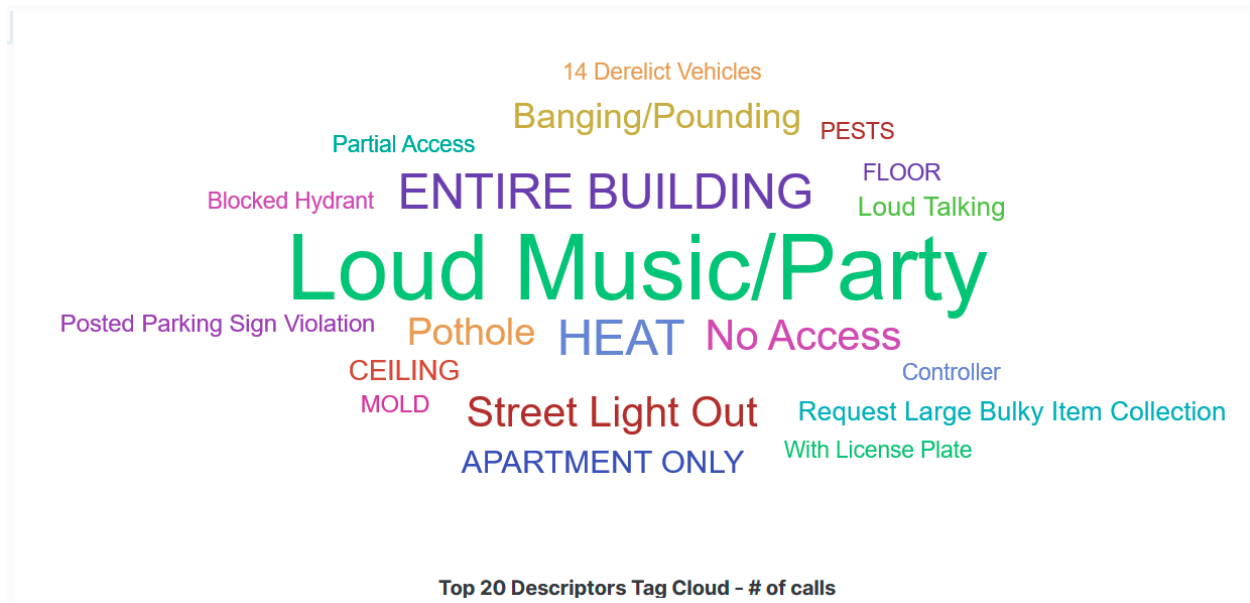 14 Derelict Vehicles
Banging/Pounding
PESTS
Partial Access
FLOOR
ENTIRE BUILDING
Blocked Hydrant
Loud Talking
Loud Music/Party
Posted Parking Sign Violation
Pothole
HEAT
No Access
CEILING
Controller
MOLD
Street Light Out
Request Large Bulky Item Collection
With License Plate
APARTMENT ONLY
Top 20 Descriptors Tag Cloud - # of calls